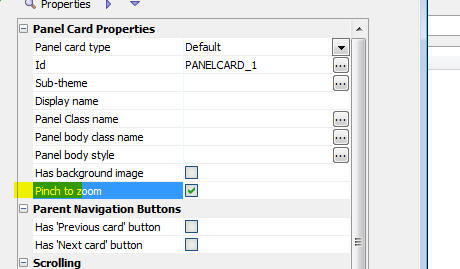 Properties
Panel Card Properties
Panel card type Default
Id PANELCARD_1
Sub-theme
Display name
Panel Class name
Panel body class name
Panel body style
Has background image
Pinch to zoom
Parent Navigation Buttons
Has 'Previous card' button
Has 'Next card' button
Scrolling